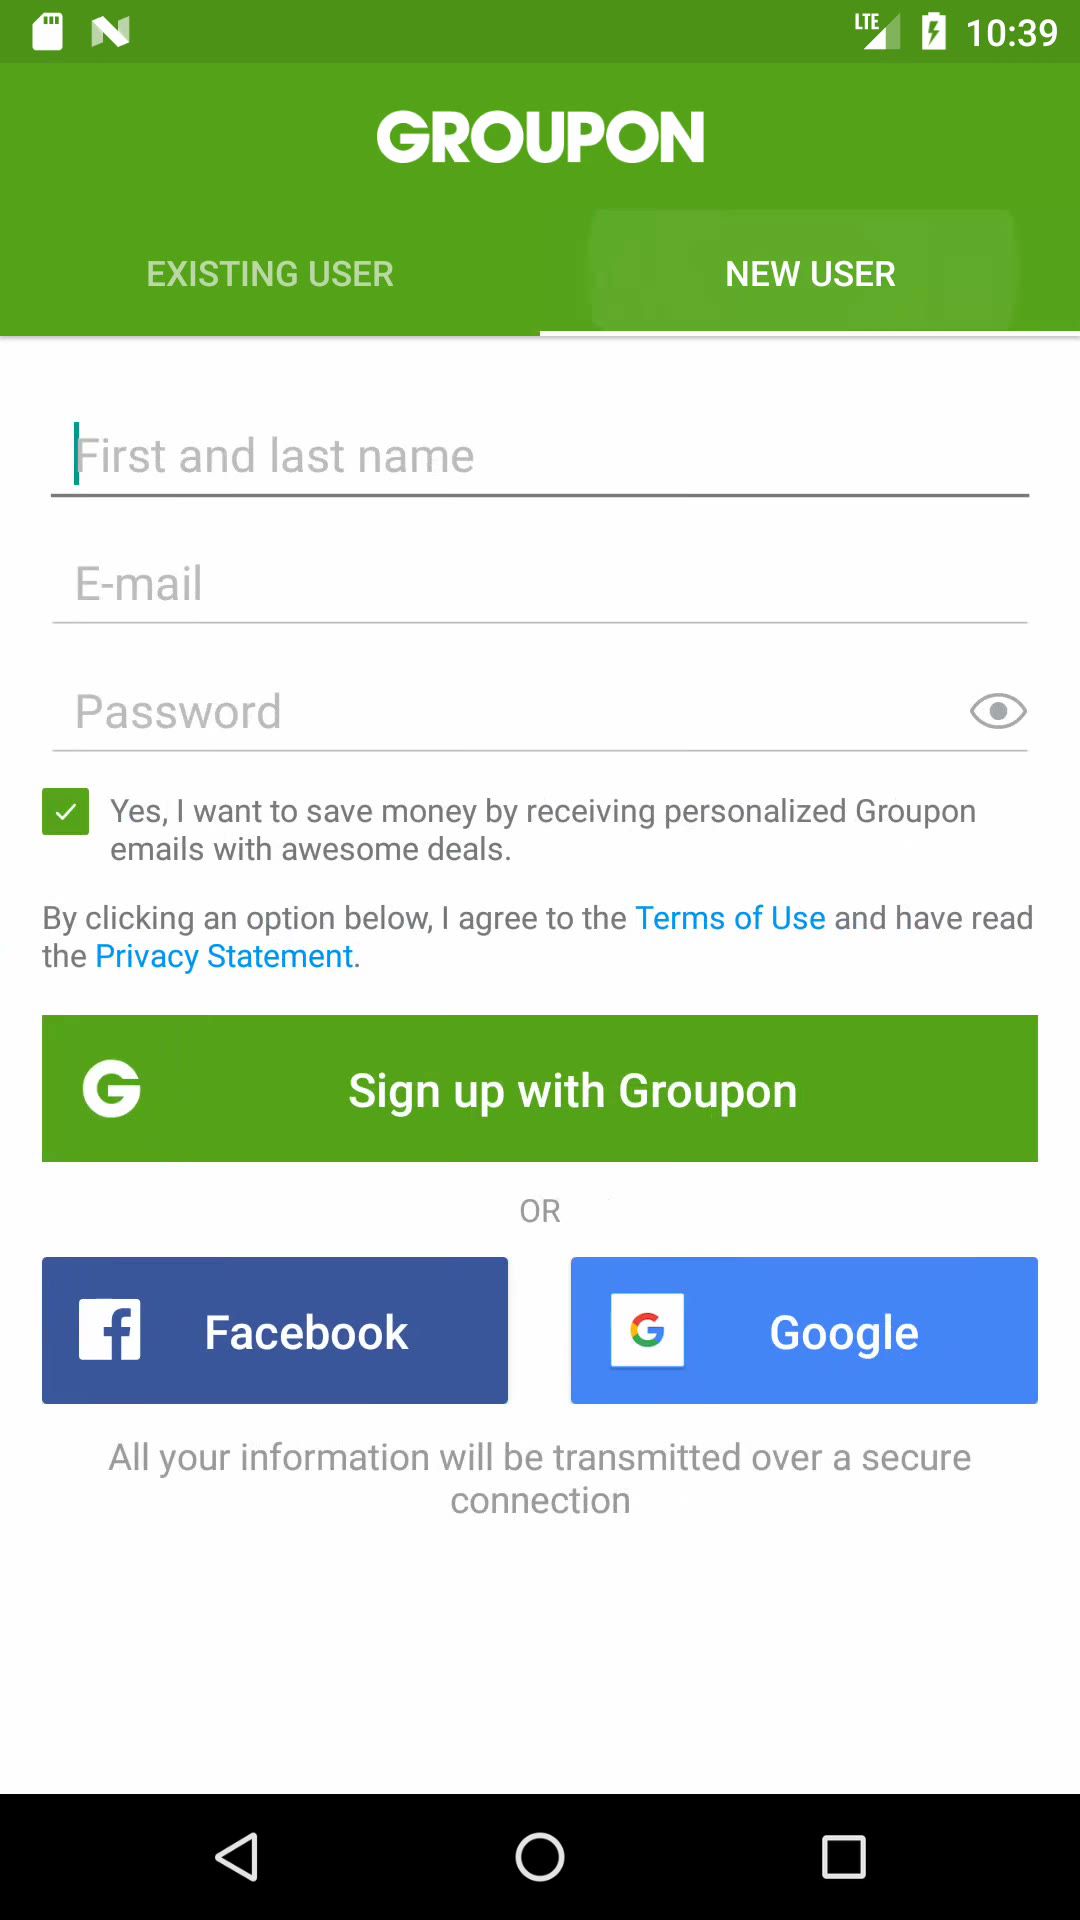 LTE 10:39
GROUPON
EXISTING USER NEW USER
First and last name
E-mail
Password
Yes, I want to save money by receiving personalized Groupon
emails with awesome deals.
By clicking an option below, I agree to the Terms of Use and have read
the Privacy Statement.
G Sign up with Groupon
OR
f Facebook G Google
All your information will be transmitted over a secure
connection